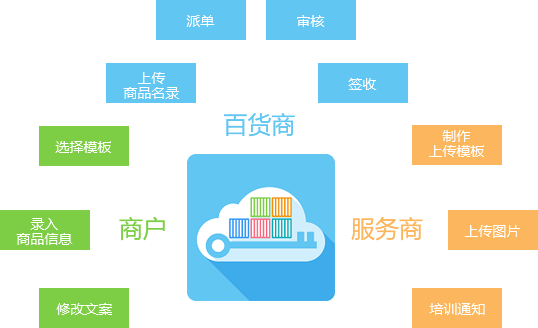 派单
审核
上传
商品名录
签收
百货商
选择模板
制作
上传模板
录入
商品信息
商户
服务商
上传图片
修改文案
培训通知